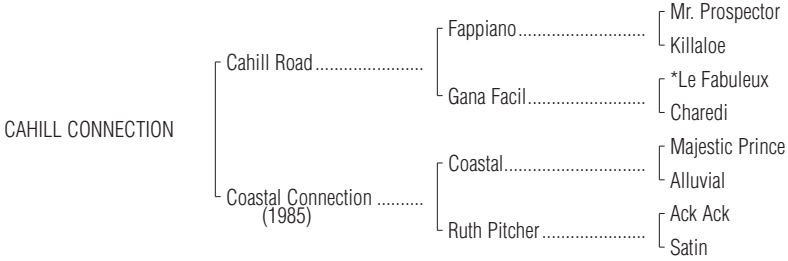 Mr. Prospector
Fappiano
Killaloe
Cahill Road
*Le Fabuleux
Gana Facil
Charedi
CAHILL CONNECTION
Majestic Prince
Coastal
Alluvial
Coastal Connection
(1985)
Ack Ack
Ruth Pitcher
Satin